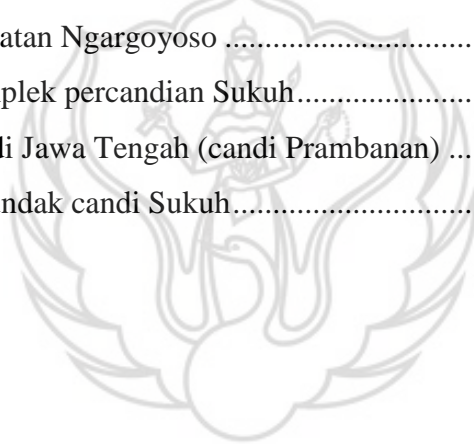 atan Ngargoyoso ................................
plek percandian Sukuh......................
di Jawa Tengah (candi Prambanan) ...
ndak candi Sukuh.............................